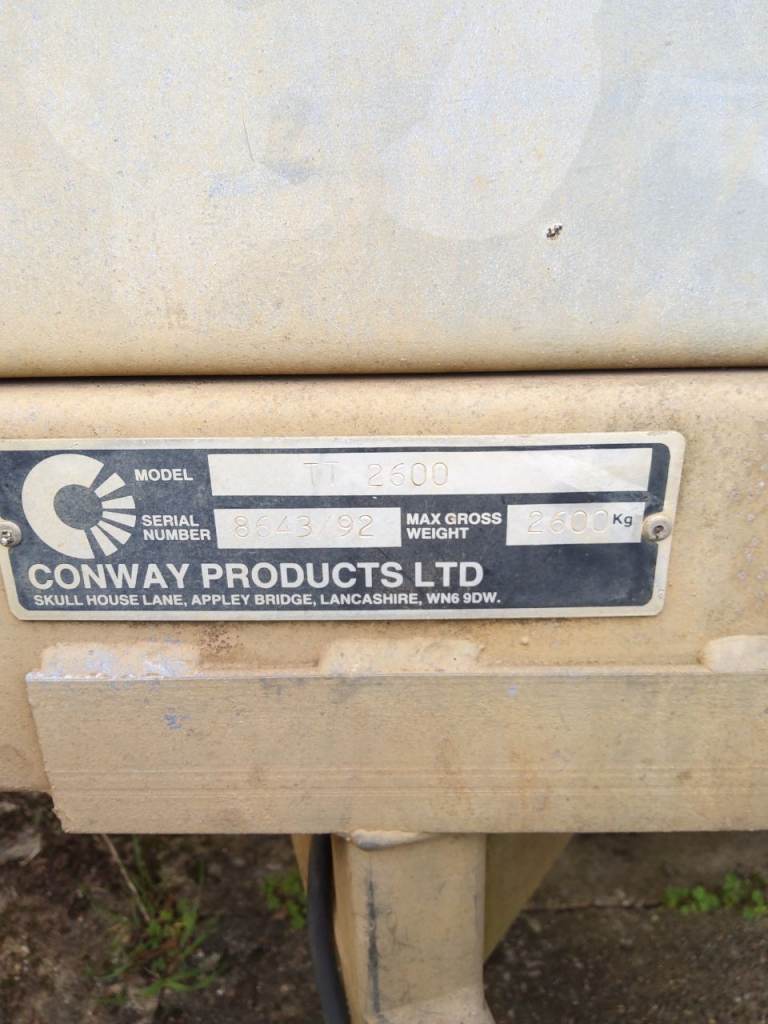 MODEL TT 2600
SERIAL NUMBER 8643/92 MAX GROSS WEIGHT 2600 Kg
CONWAY PRODUCTS LTD
SKULL HOUSE LANE, APPLEY BRIDGE, LANCASHIRE, WN6 9DW.